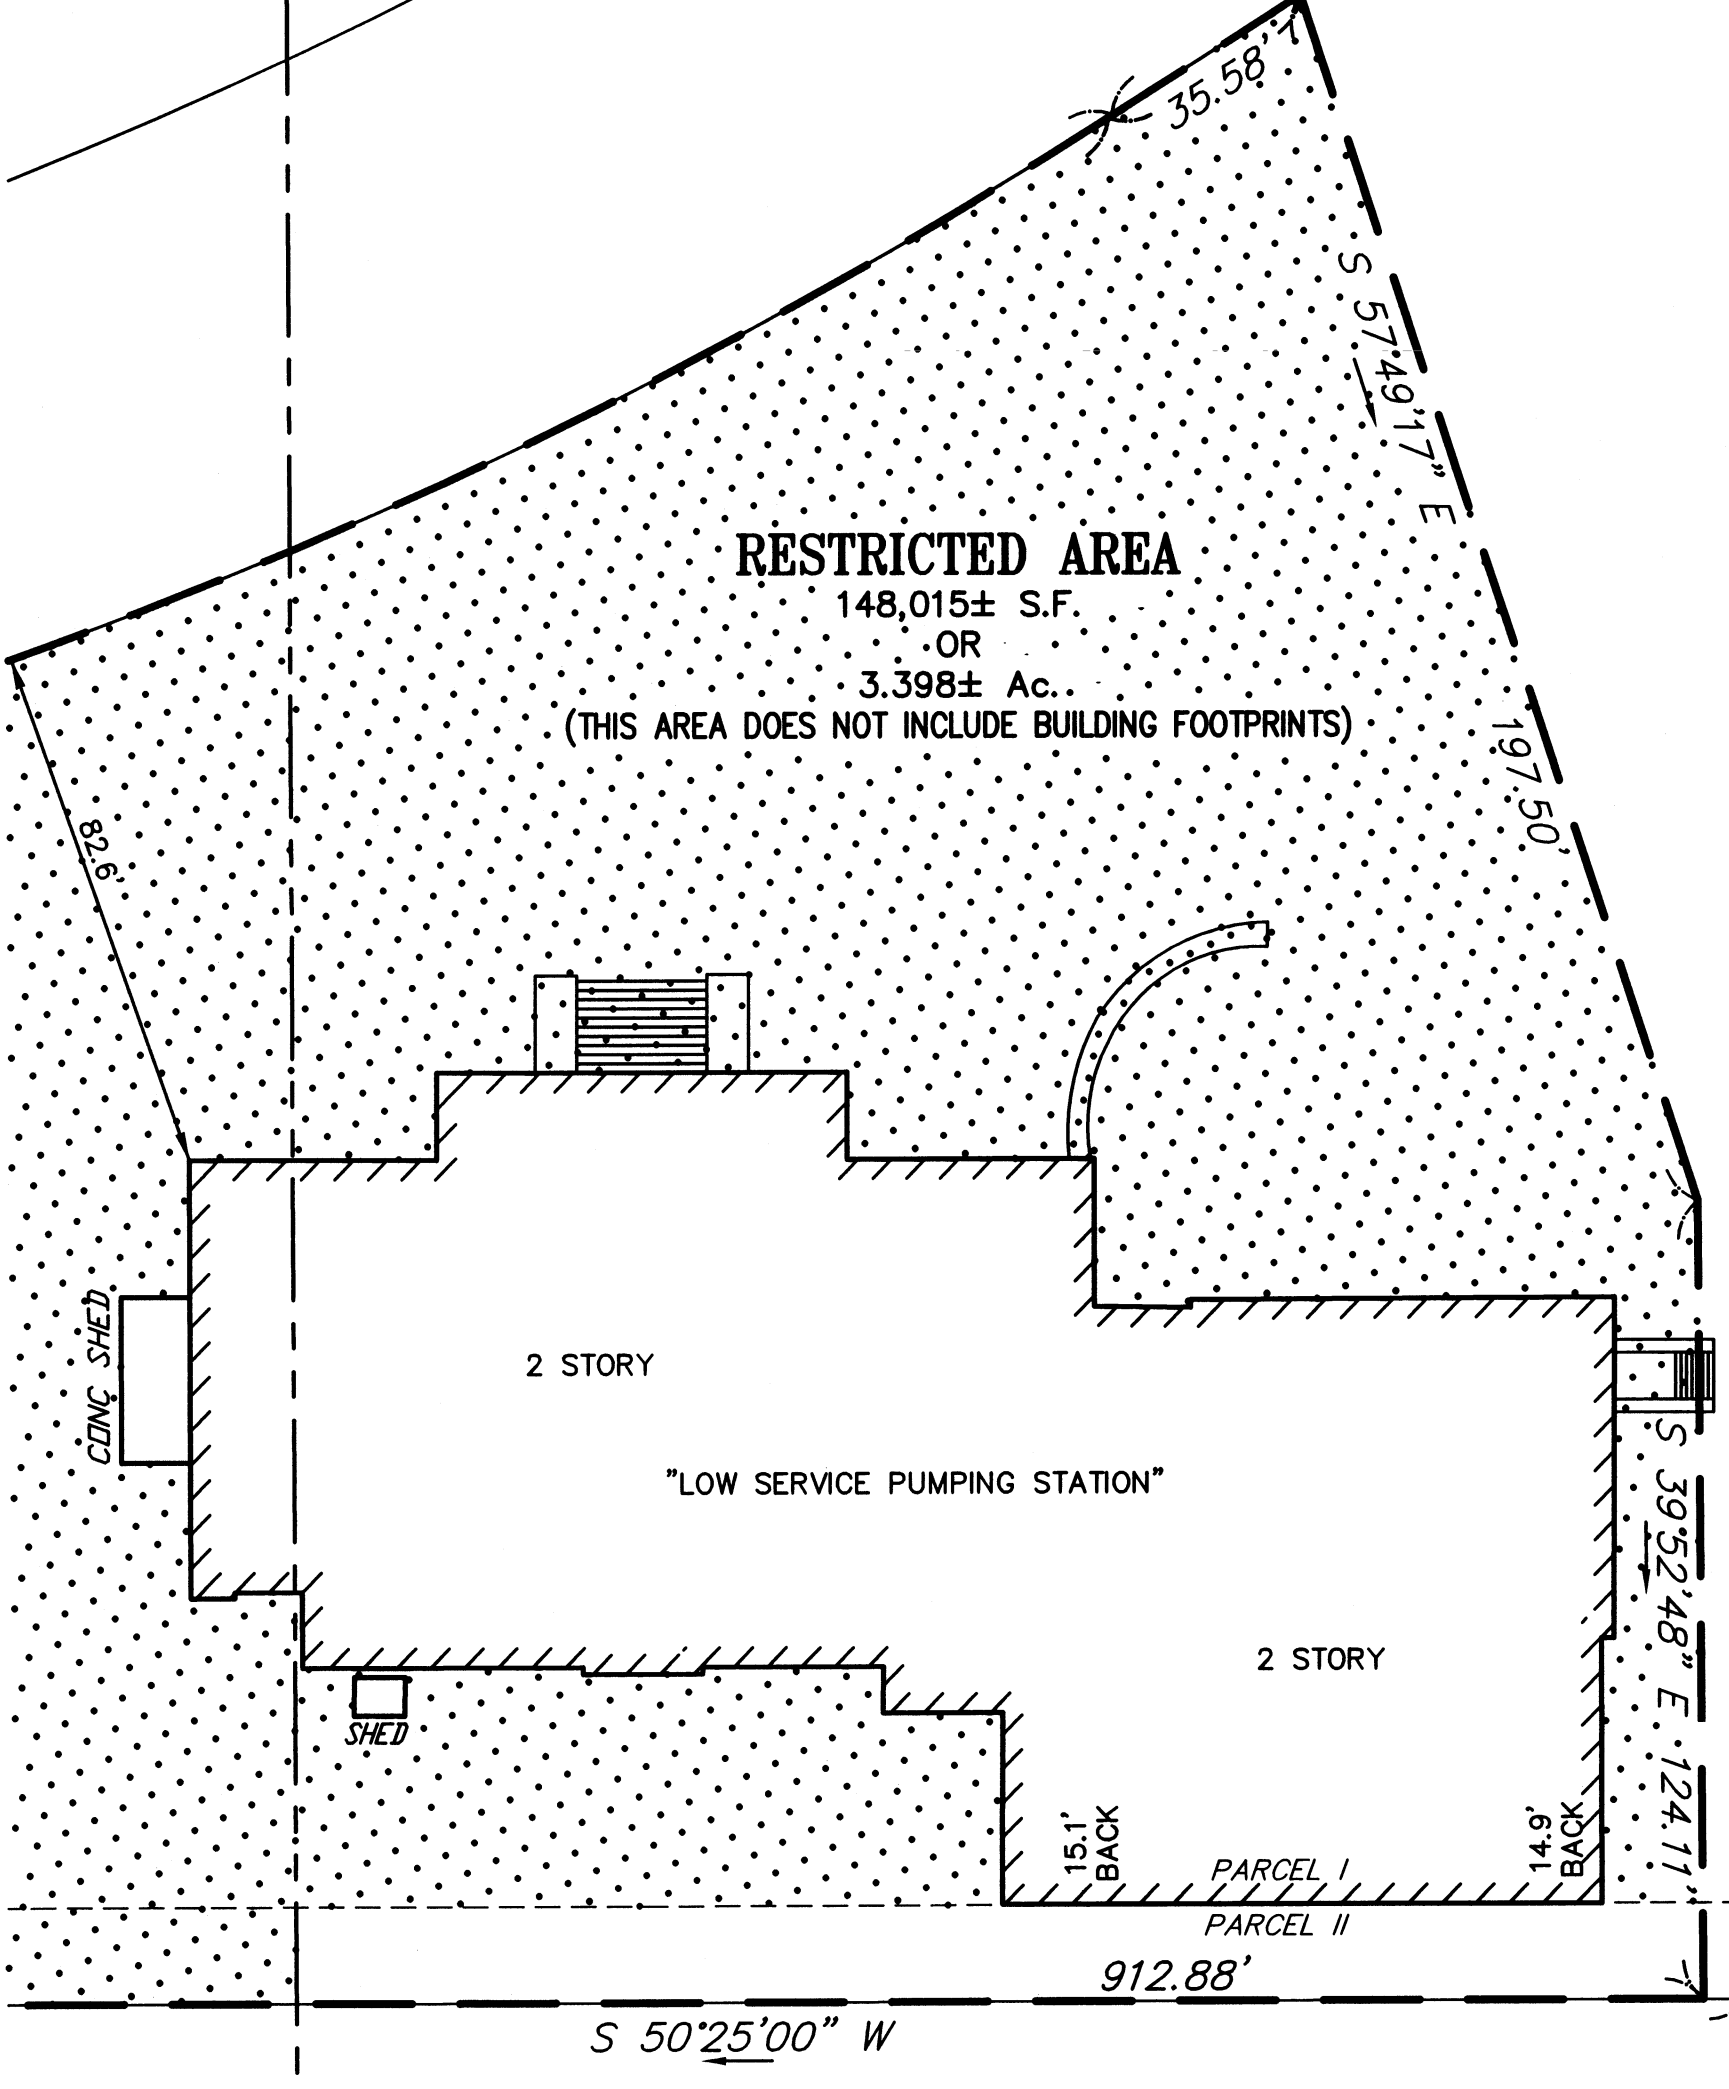 35.58'
S 57°49'17" E
197.50'
RESTRICTED AREA
148,015± S.F.
OR
3.398± Ac.
(THIS AREA DOES NOT INCLUDE BUILDING FOOTPRINTS)
82.6'
CONC SHED
2 STORY
"LOW SERVICE PUMPING STATION"
S 39°52'48" E 124.11'
2 STORY
SHED
15.1'
BACK
14.9'
BACK
PARCEL I
PARCEL II
912.88'
S 50°25'00" W